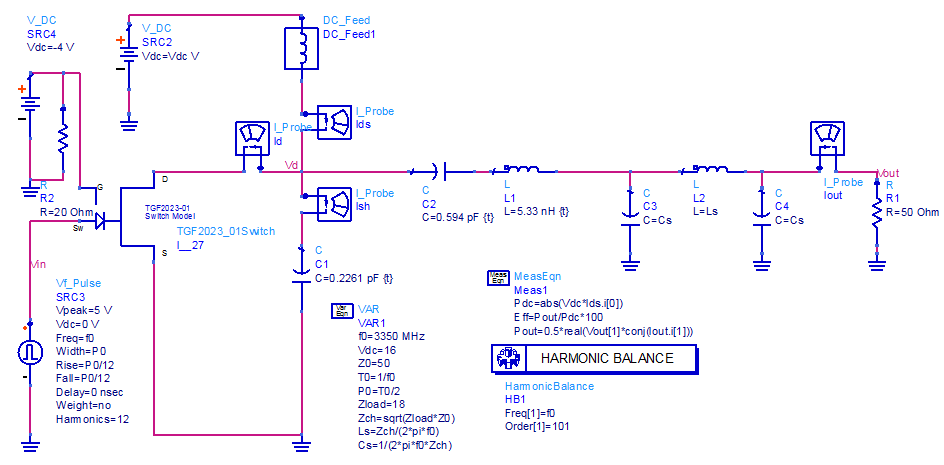 V_DC
SRC4
Vdc=-4 V
V_DC
SRC2
Vdc=Vdc V
DC_Feed
DC_Feed1
I_Probe
Ids
I_Probe
Id
Vd
I_Probe
Ish
R
R2
R=20 Ohm
G
D
S
Sw
TGF2023-01
Switch Model
TGF2023_01Switch
I__27
C
C2
C=0.594 pF {t}
L
L1
L=5.33 nH {t}
C
C3
C=Cs
L
L2
L=Ls
C
C4
C=Cs
I_Probe
Iout
Vout
R
R1
R=50 Ohm
Vin
Vf_Pulse
SRC3
Vpeak=5 V
Vdc=0 V
Freq=f0
Width=P0
Rise=P0/12
Fall=P0/12
Delay=0 nsec
Weight=no
Harmonics=12
C
C1
C=0.2261 pF {t}
Var
Eqn
VAR
VAR1
f0=3350 MHz
Vdc=16
Z0=50
T0=1/f0
P0=T0/2
Zload=18
Zch=sqrt(Zload*Z0)
Ls=Zch/(2*pi*f0)
Cs=1/(2*pi*f0*Zch)
Meas
Eqn
MeasEqn
Meas1
Pdc=abs(Vdc*Ids.i[0])
Eff=Pout/Pdc*100
Pout=0.5*real(Vout[1]*conj(Iout.i[1]))
HARMONIC BALANCE
HarmonicBalance
HB1
Freq[1]=f0
Order[1]=101